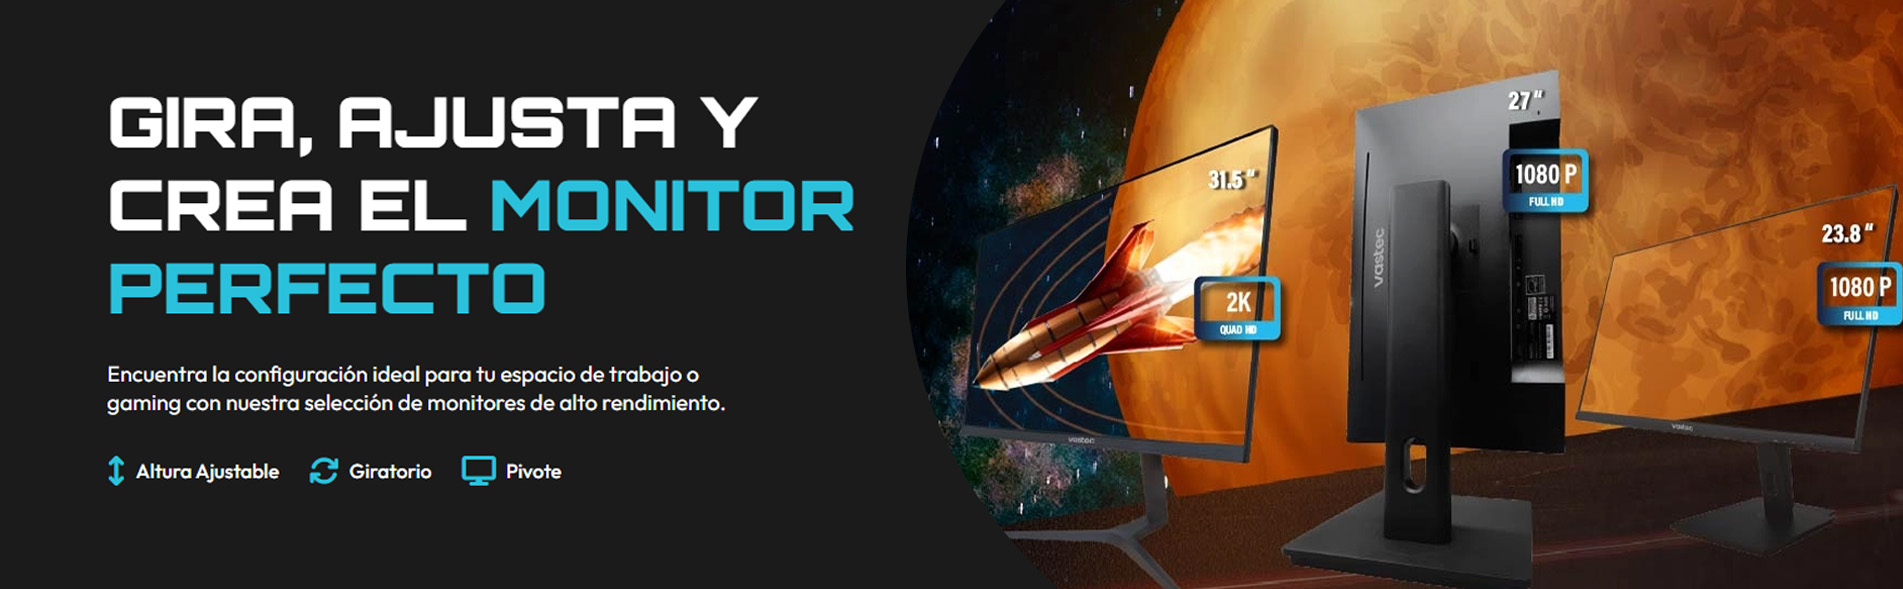 GIRA, AJUSTA Y
CREA EL MONITOR
PERFECTO
Encuentra la configuración ideal para tu espacio de trabajo o
gaming con nuestra selección de monitores de alto rendimiento.
Altura Ajustable
Giratorio
Pivote
31.5 "
2K
QUAD HD
vastec
27 "
1080 P
FULL HD
vastec
23.8 "
1080 P
FULL HD
vastec